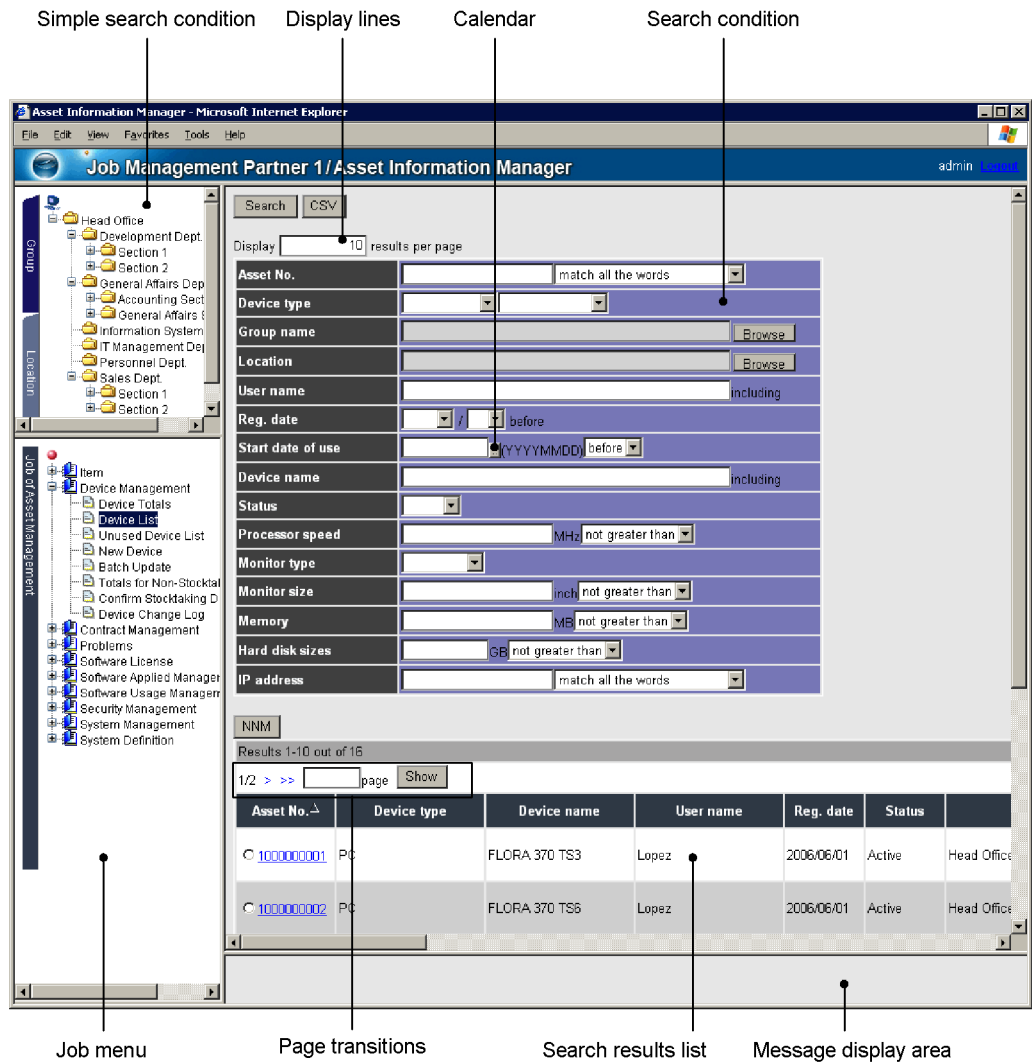 Simple search condition Display lines Calendar Search condition
Asset Information Manager - Microsoft Internet Explorer
File Edit View Favorites Tools Help
Job Management Partner 1/Asset Information Manager admin Logout
Group
Location
Head Office
Development Dept.
Section 1
Section 2
General Affairs Dep
Accounting Sect
General Affairs S
Information System
IT Management De
Personnel Dept.
Sales Dept.
Section 1
Section 2
Job of Asset Management
Item
Device Management
Device Totals
Device List
Unused Device List
New Device
Batch Update
Totals for Non-Stocktal
Confirm Stocktaking D
Device Change Log
Contract Management
Problems
Software License
Software Applied Manager
Software Usage Managem
Security Management
System Management
System Definition
Search CSV
Display 10 results per page
Asset No. match all the words
Device type
Group name Browse
Location Browse
User name including
Reg. date / before
Start date of use (YYYYMMDD) before
Device name including
Status
Processor speed MHz not greater than
Monitor type
Monitor size inch not greater than
Memory MB not greater than
Hard disk sizes GB not greater than
IP address match all the words
NNM
Results 1-10 out of 16
1/2 > >> page Show
Asset No. Device type Device name User name Reg. date Status
1000000001 PC FLORA 370 TS3 Lopez 2006/06/01 Active Head Office
1000000002 PC FLORA 370 TS6 Lopez 2006/06/01 Active Head Office
Job menu Page transitions Search results list Message display area